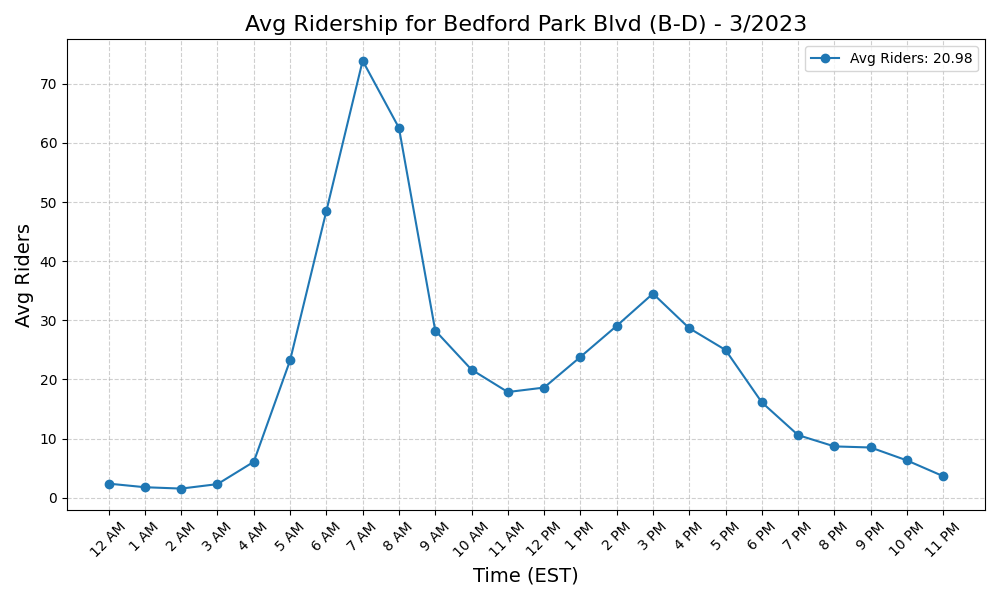 Avg Ridership for Bedford Park Blvd (B-D) - 3/2023
Avg Riders: 20.98
Avg Riders
70
60
50
40
30
20
10
0
12 AM
1 AM
2 AM
3 AM
4 AM
5 AM
6 AM
7 AM
8 AM
9 AM
10 AM
11 AM
12 PM
1 PM
2 PM
3 PM
4 PM
5 PM
6 PM
7 PM
8 PM
9 PM
10 PM
11 PM
Time (EST)